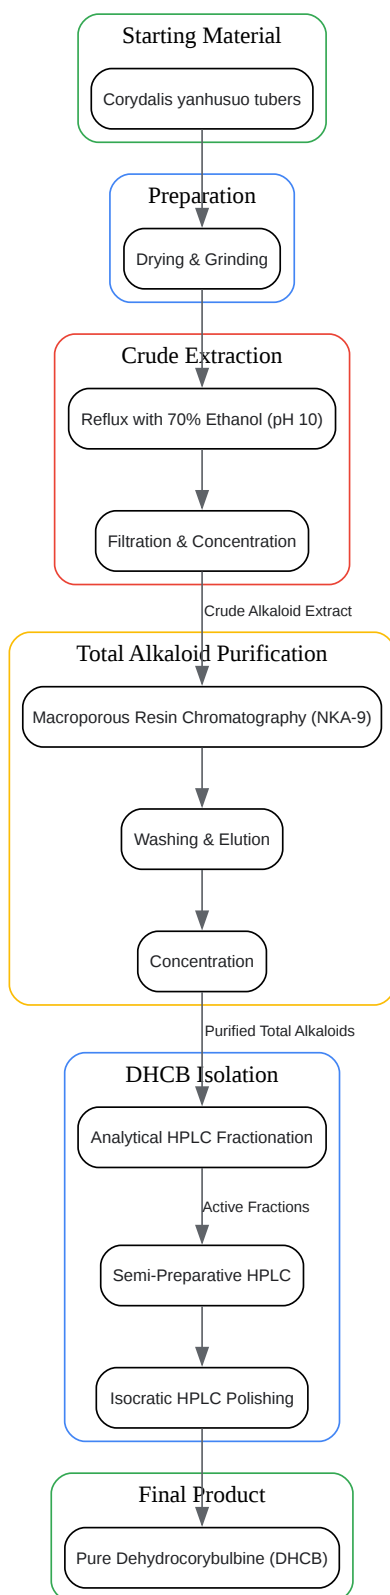 Starting Material
Corydalis yanhusuo tubers
Preparation
Drying & Grinding
Crude Extraction
Reflux with 70% Ethanol (pH 10)
Filtration & Concentration
Crude Alkaloid Extract
Total Alkaloid Purification
Macroporous Resin Chromatography (NKA-9)
Washing & Elution
Concentration
Purified Total Alkaloids
DHCB Isolation
Analytical HPLC Fractionation
Active Fractions
Semi-Preparative HPLC
Isocratic HPLC Polishing
Final Product
Pure Dehydrocorybulbine (DHCB)